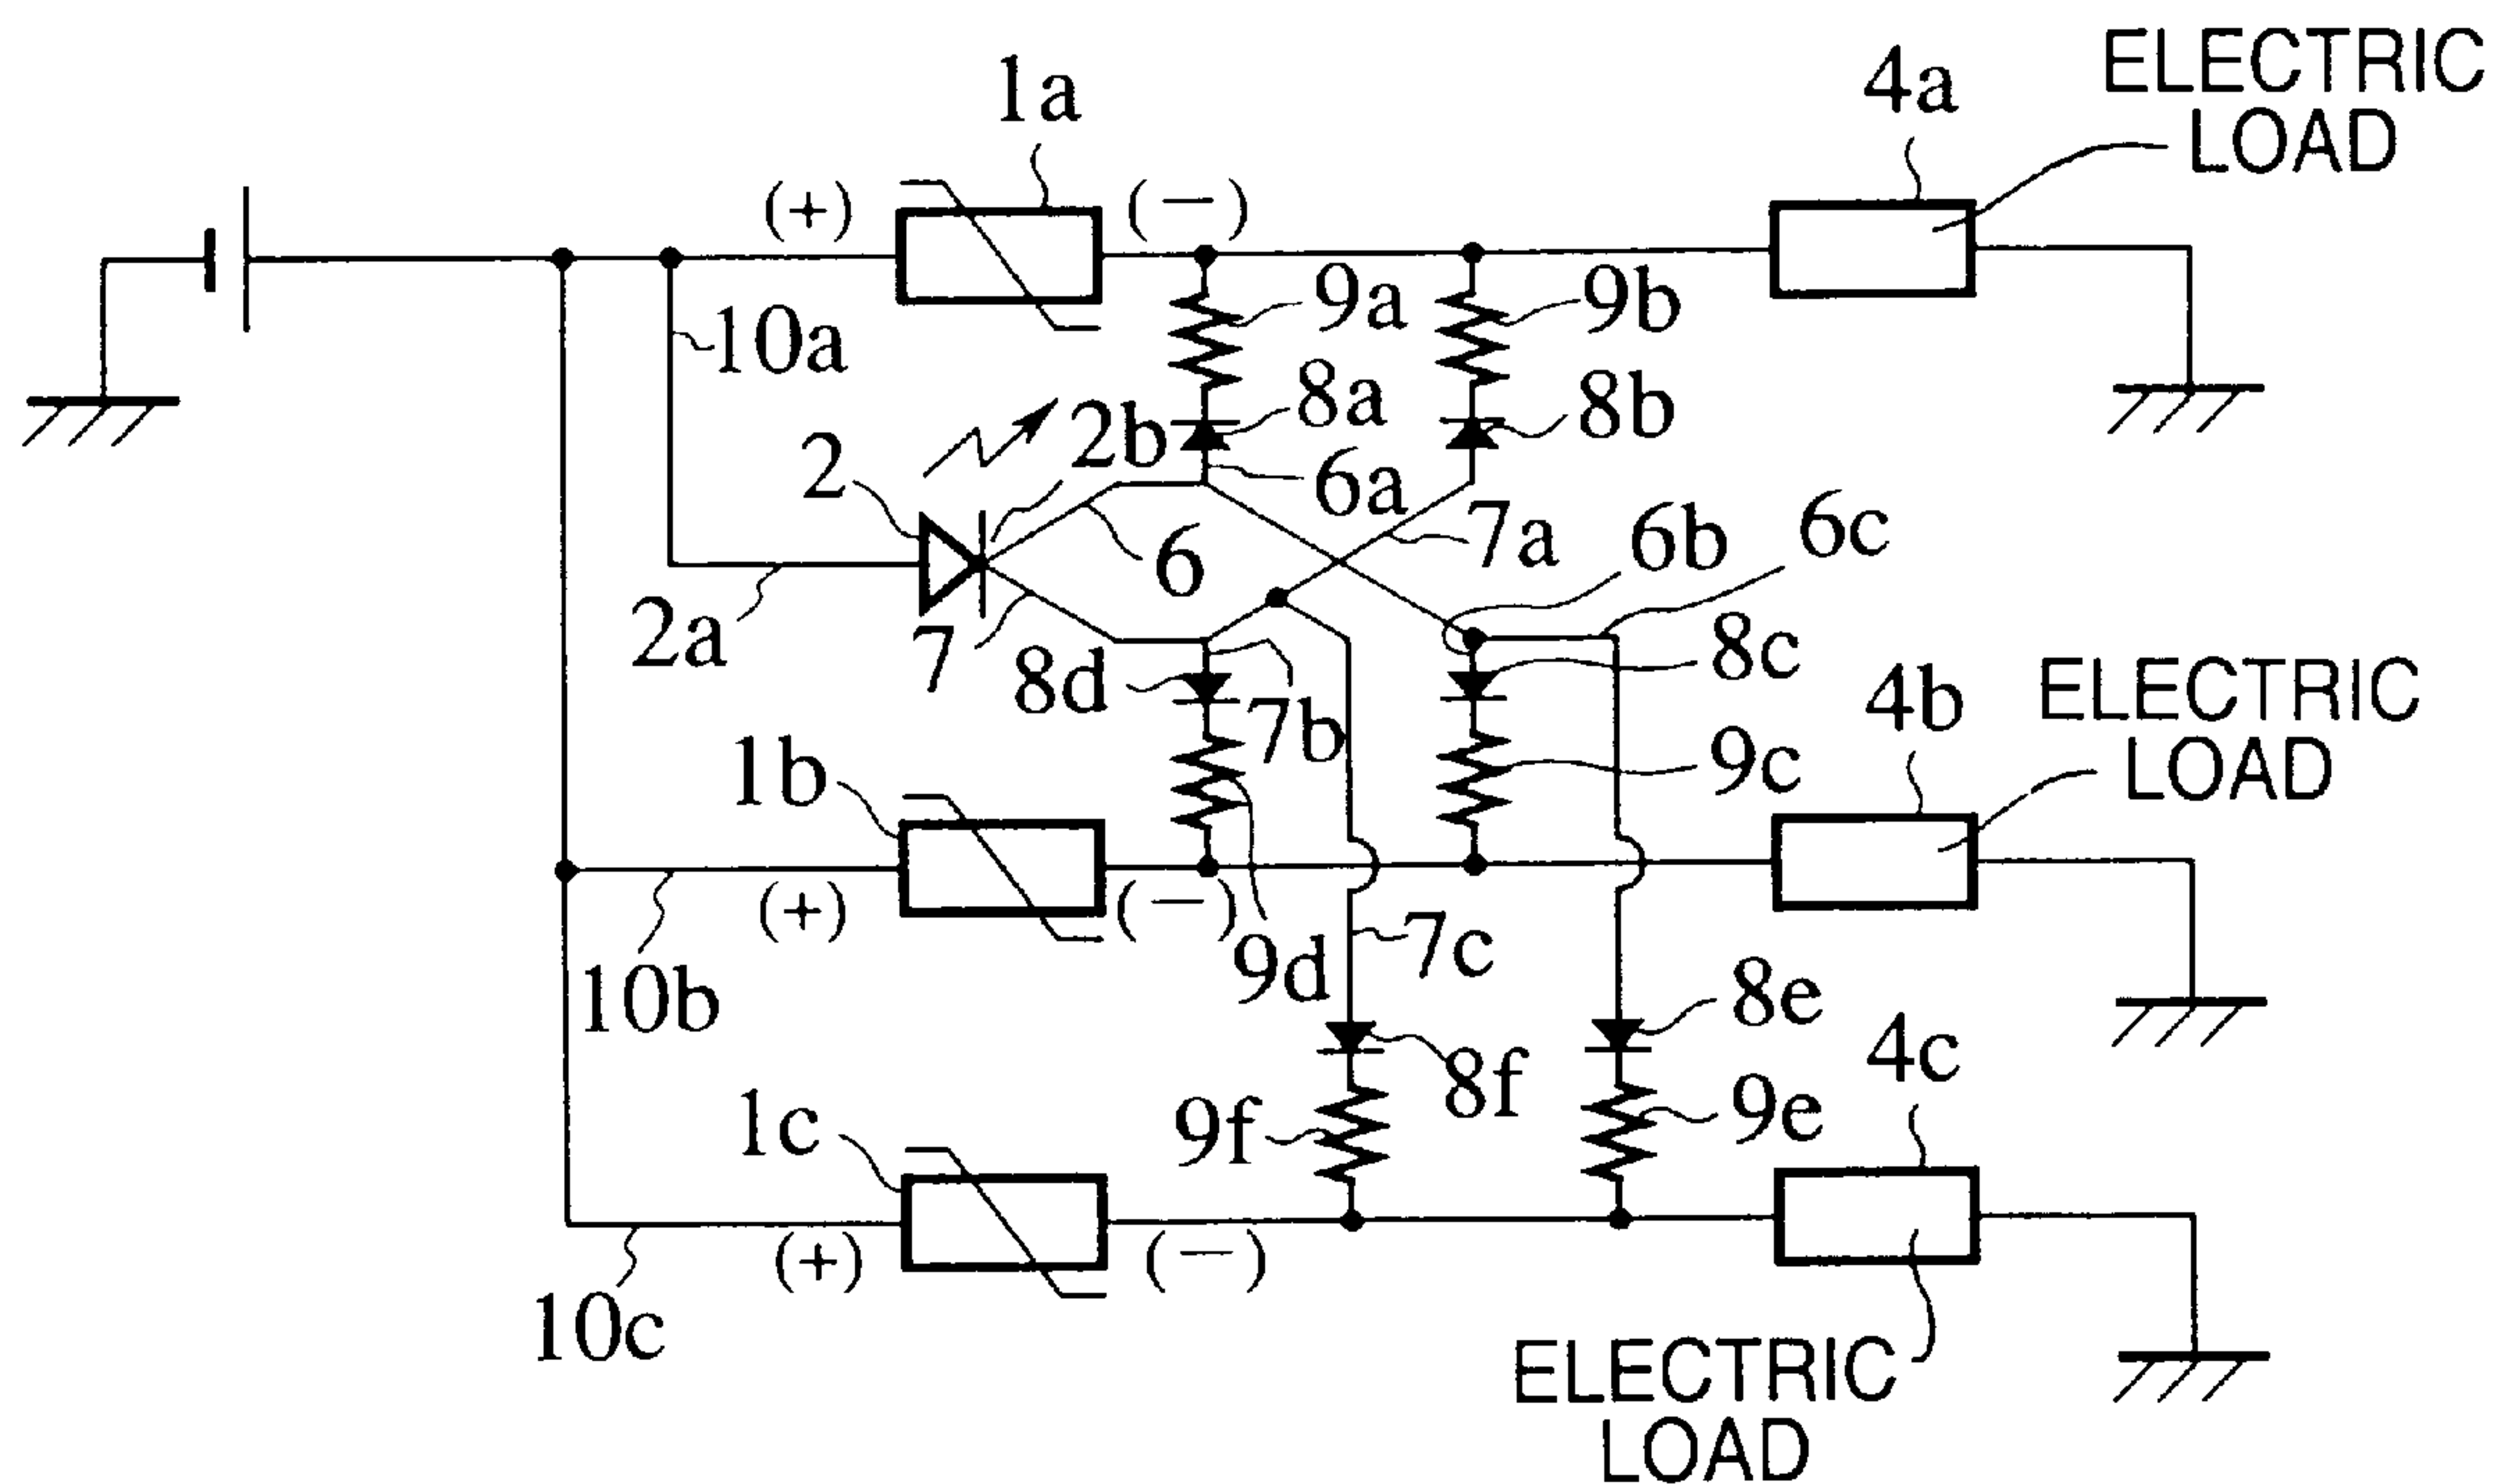 1a
4a
ELECTRIC
LOAD
(+)
(—)
9a
9b
10a
8a
8b
2
2b
6a
6
7a
6b
6c
2a
7
8d
8c
7b
4b
ELECTRIC
LOAD
1b
9c
(+)
(—)
9d
7c
10b
8e
4c
8f
1c
9f
9e
(+)
(—)
10c
ELECTRIC
LOAD